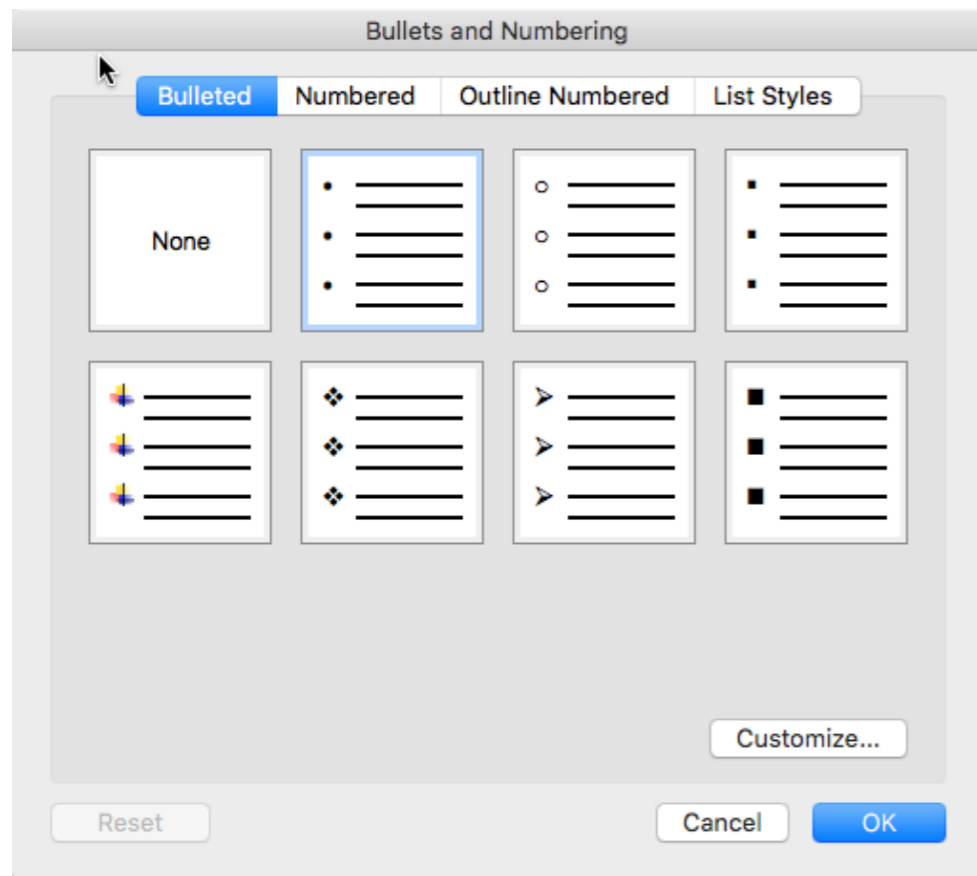 Bullets and Numbering
Bulleted Numbered Outline Numbered List Styles
None
Customize...
Reset Cancel OK